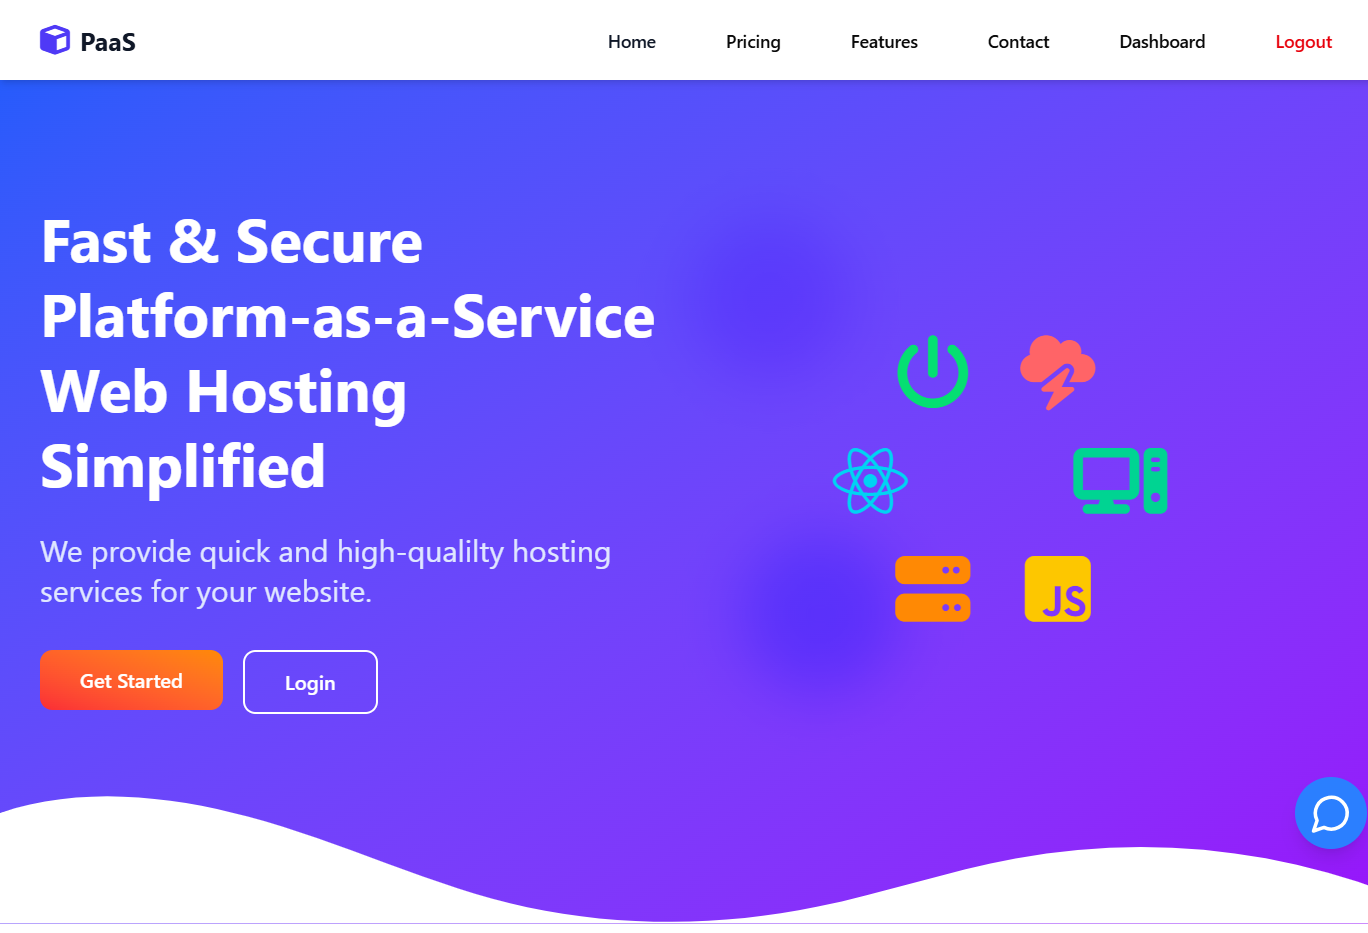 PaaS
Home
Pricing
Features
Contact
Dashboard
Logout
Fast & Secure
Platform-as-a-Service
Web Hosting
Simplified
We provide quick and high-qualilty hosting
services for your website.
Get Started
Login
JS